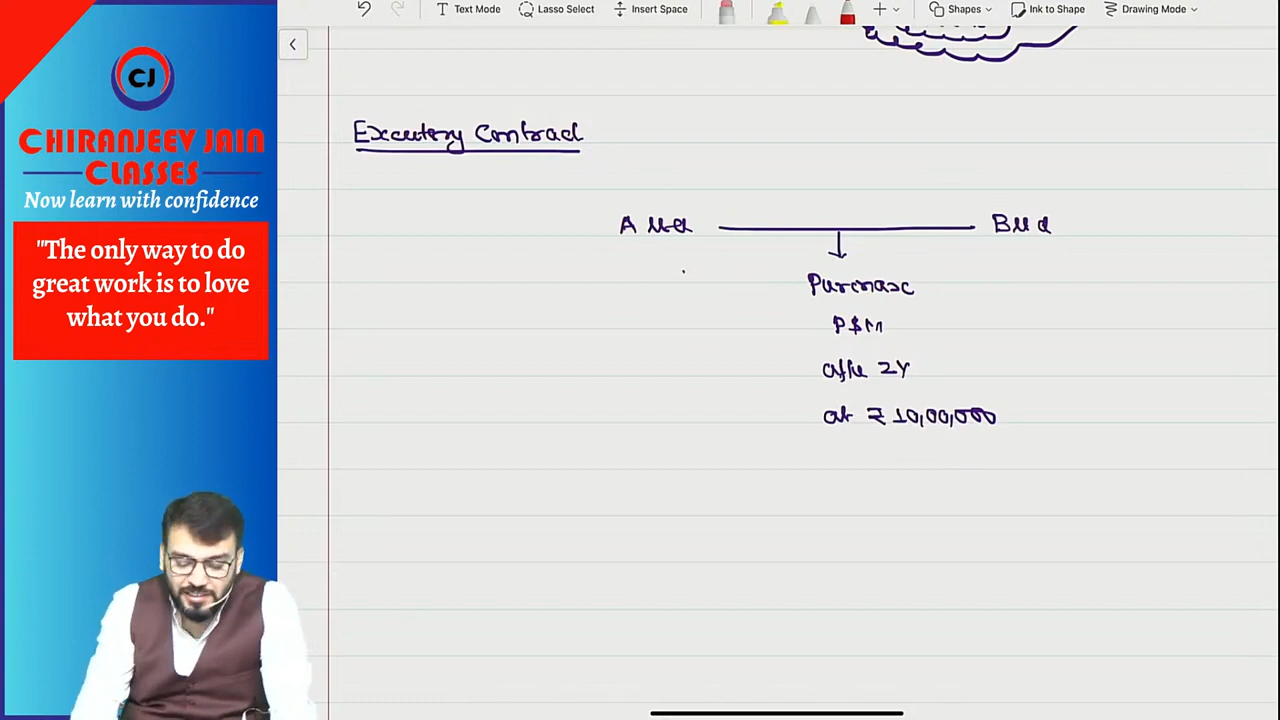 Text Mode
Lasso Select
Insert Space
Shapes
Ink to Shape
Drawing Mode
CJ
CHIRANJEEV JAIN
CLASSES
Now learn with confidence
"The only way to do
great work is to love
what you do."
Executory Contract
A Ltd
B Ltd
Purchase
P&M
after 2Y
at ₹ 10,00,000